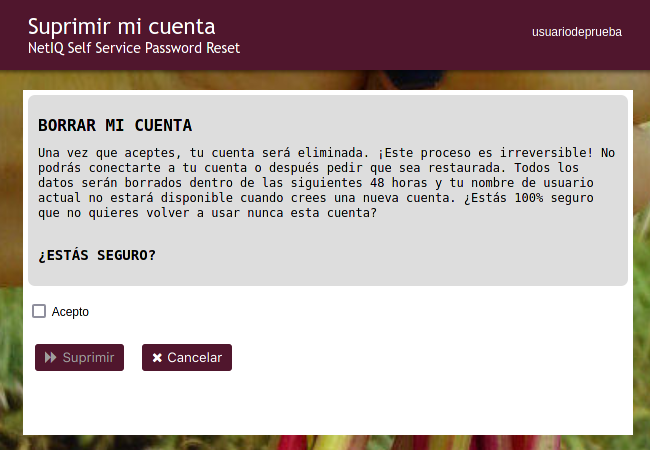 Suprimir mi cuenta
NetIQ Self Service Password Reset
usuariodeprueba
BORRAR MI CUENTA
Una vez que aceptes, tu cuenta será eliminada. ¡Este proceso es irreversible! No
podrás conectarte a tu cuenta o después pedir que sea restaurada. Todos los
datos serán borrados dentro de las siguientes 48 horas y tu nombre de usuario
actual no estará disponible cuando crees una nueva cuenta. ¿Estás 100% seguro
que no quieres volver a usar nunca esta cuenta?
¿ESTÁS SEGURO?
Acepto
Suprimir
Cancelar